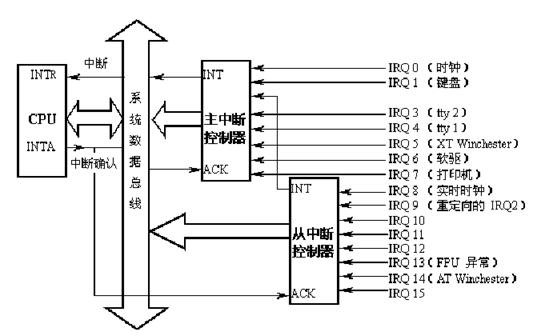 INTR
中断
CPU
INTA
中断确认
系统数据总线
INT
主中断
控制器
ACK
IRQ 0 (时钟)
IRQ 1 (键盘)
IRQ 3 (tty 2)
IRQ 4 (tty 1)
IRQ 5 (XT Winchester)
IRQ 6 (软驱)
IRQ 7 (打印机)
INT
从中断
控制器
ACK
IRQ 8 (实时时钟)
IRQ 9 (重定向的 IRQ2)
IRQ 10
IRQ 11
IRQ 12
IRQ 13 (FPU 异常)
IRQ 14 (AT Winchester)
IRQ 15